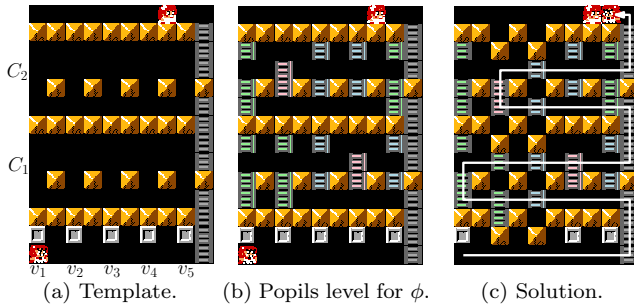 C₂
C₁
v₁ v₂ v₃ v₄ v₅
(a) Template. (b) Popils level for ϕ. (c) Solution.